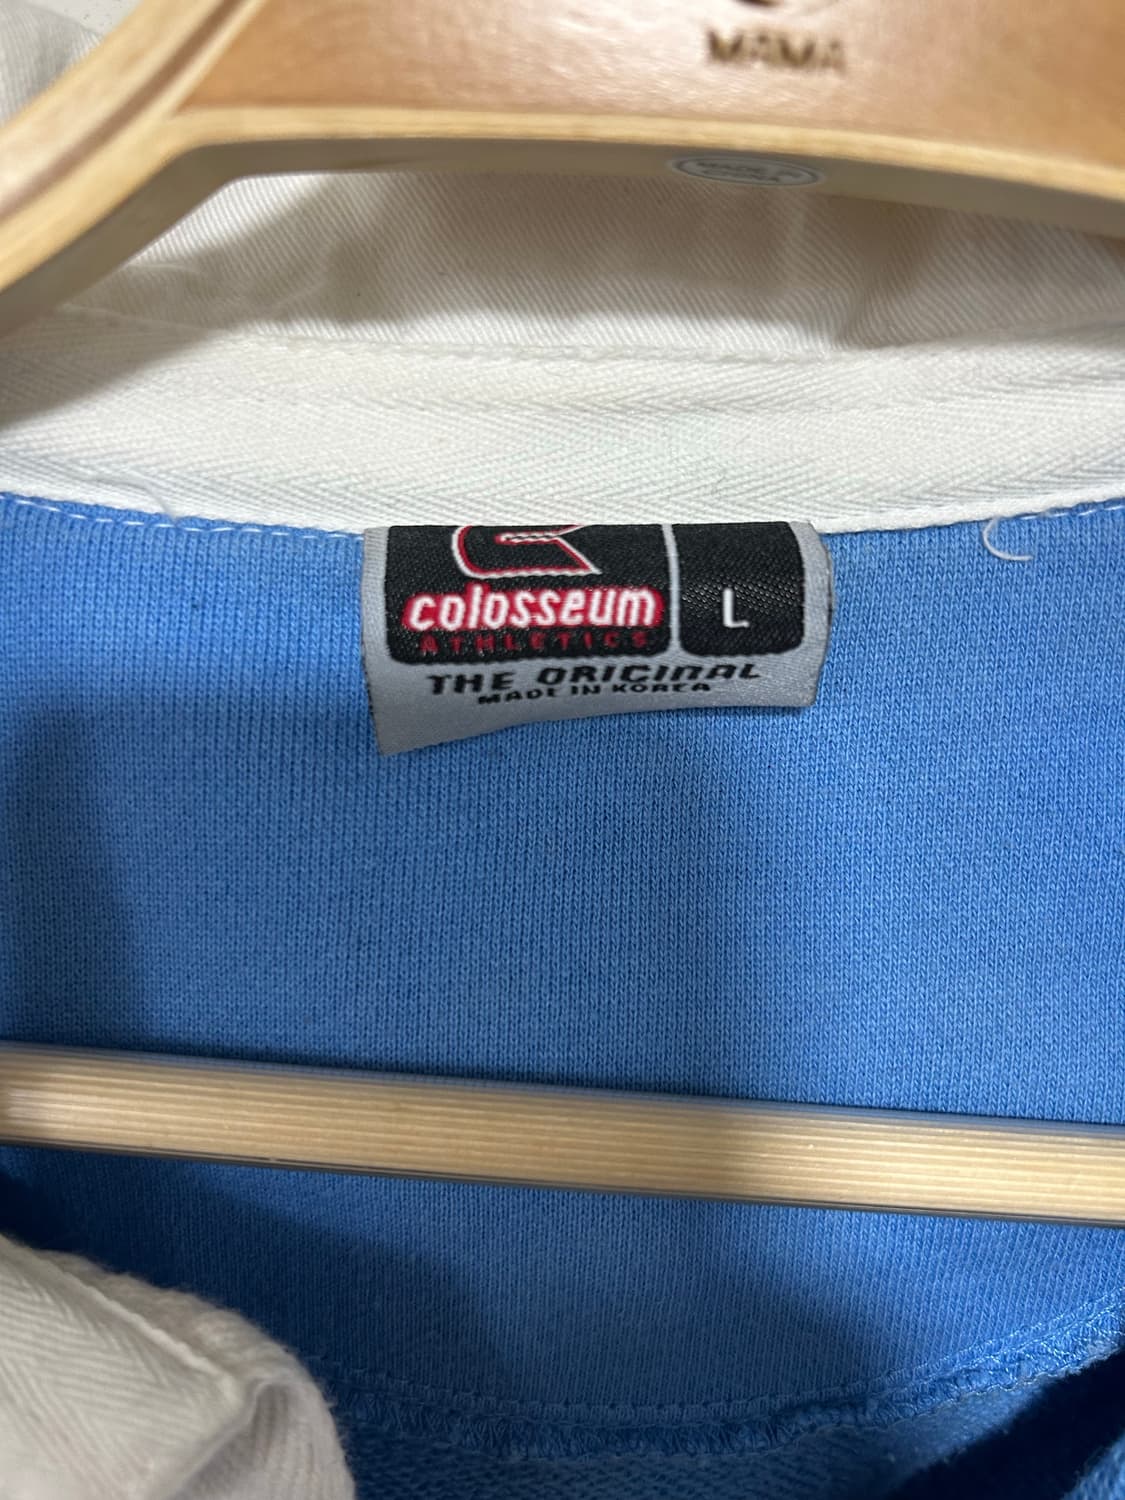 MAMA
colosseum
ATHLETICS
L
THE ORIGINAL
MADE IN KOREA